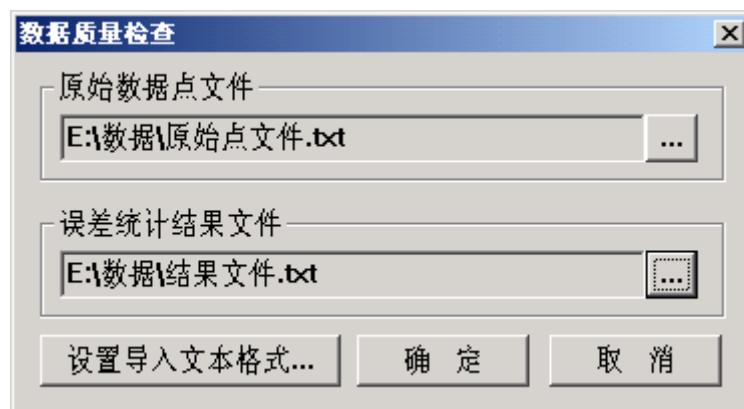 数据质量检查
原始数据点文件
E:\数据\原始点文件.txt
...
误差统计结果文件
E:\数据\结果文件.txt
...
设置导入文本格式... 确 定 取 消